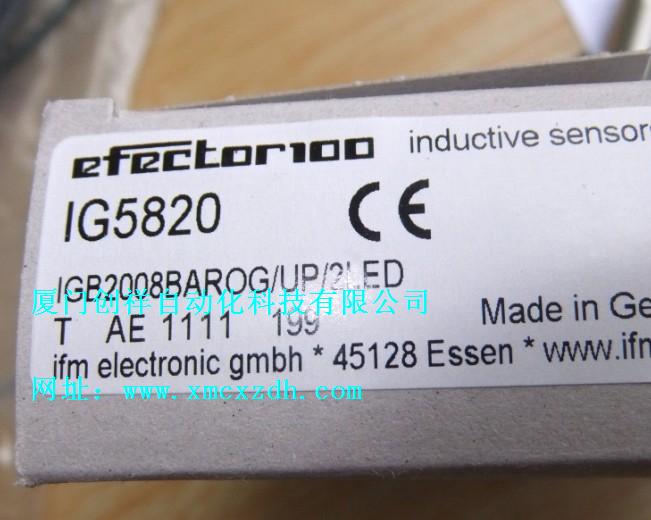 efector100 inductive sensors
IG5820 CE
IGB2008BAROG/UP/2LED
厦门创祥自动化科技有限公司
T AE 1111 199 Made in Ge
ifm electronic gmbh * 45128 Essen * www.ifm
网址：www.xmcxzdh.com